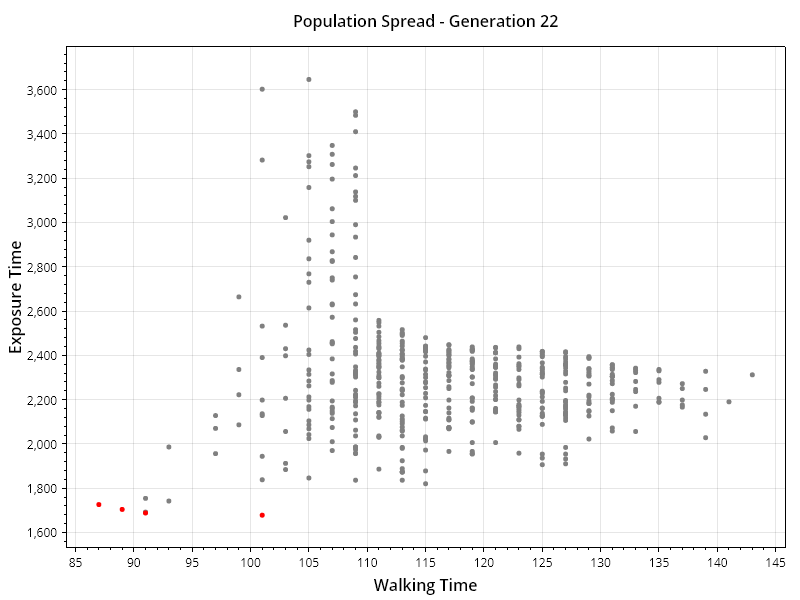 Population Spread - Generation 22
Exposure Time
3,600
3,400
3,200
3,000
2,800
2,600
2,400
2,200
2,000
1,800
1,600
85 90 95 100 105 110 115 120 125 130 135 140 145
Walking Time